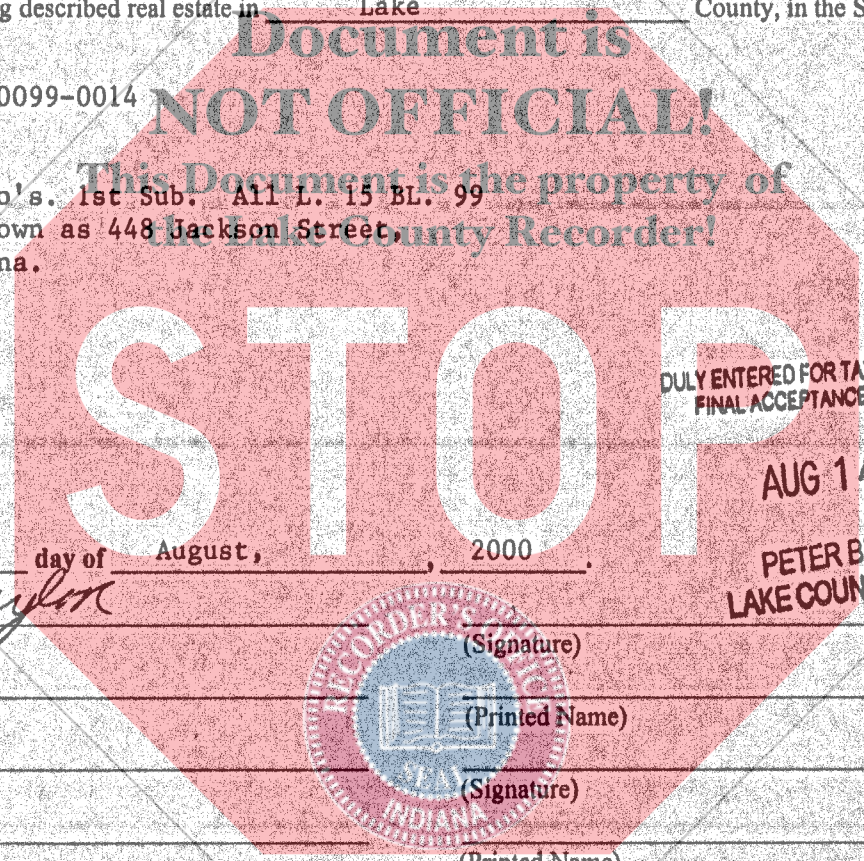 g described real estate in Lake County, in the S
Document is
NOT OFFICIAL!
0099-0014
This Document is the property of
o's. 1st Sub. All L. 15 BL. 99
the Lake County Recorder!
own as 448 Jackson Street,
na.
STOP
DULY ENTERED FOR TA
FINAL ACCEPTANCE
AUG 1
PETER B
LAKE COUN
day of August, , 2000 .
(Signature)
(Printed Name)
(Signature)
(Printed Name)
RECORDER'S OFFICE
SEAL
INDIANA